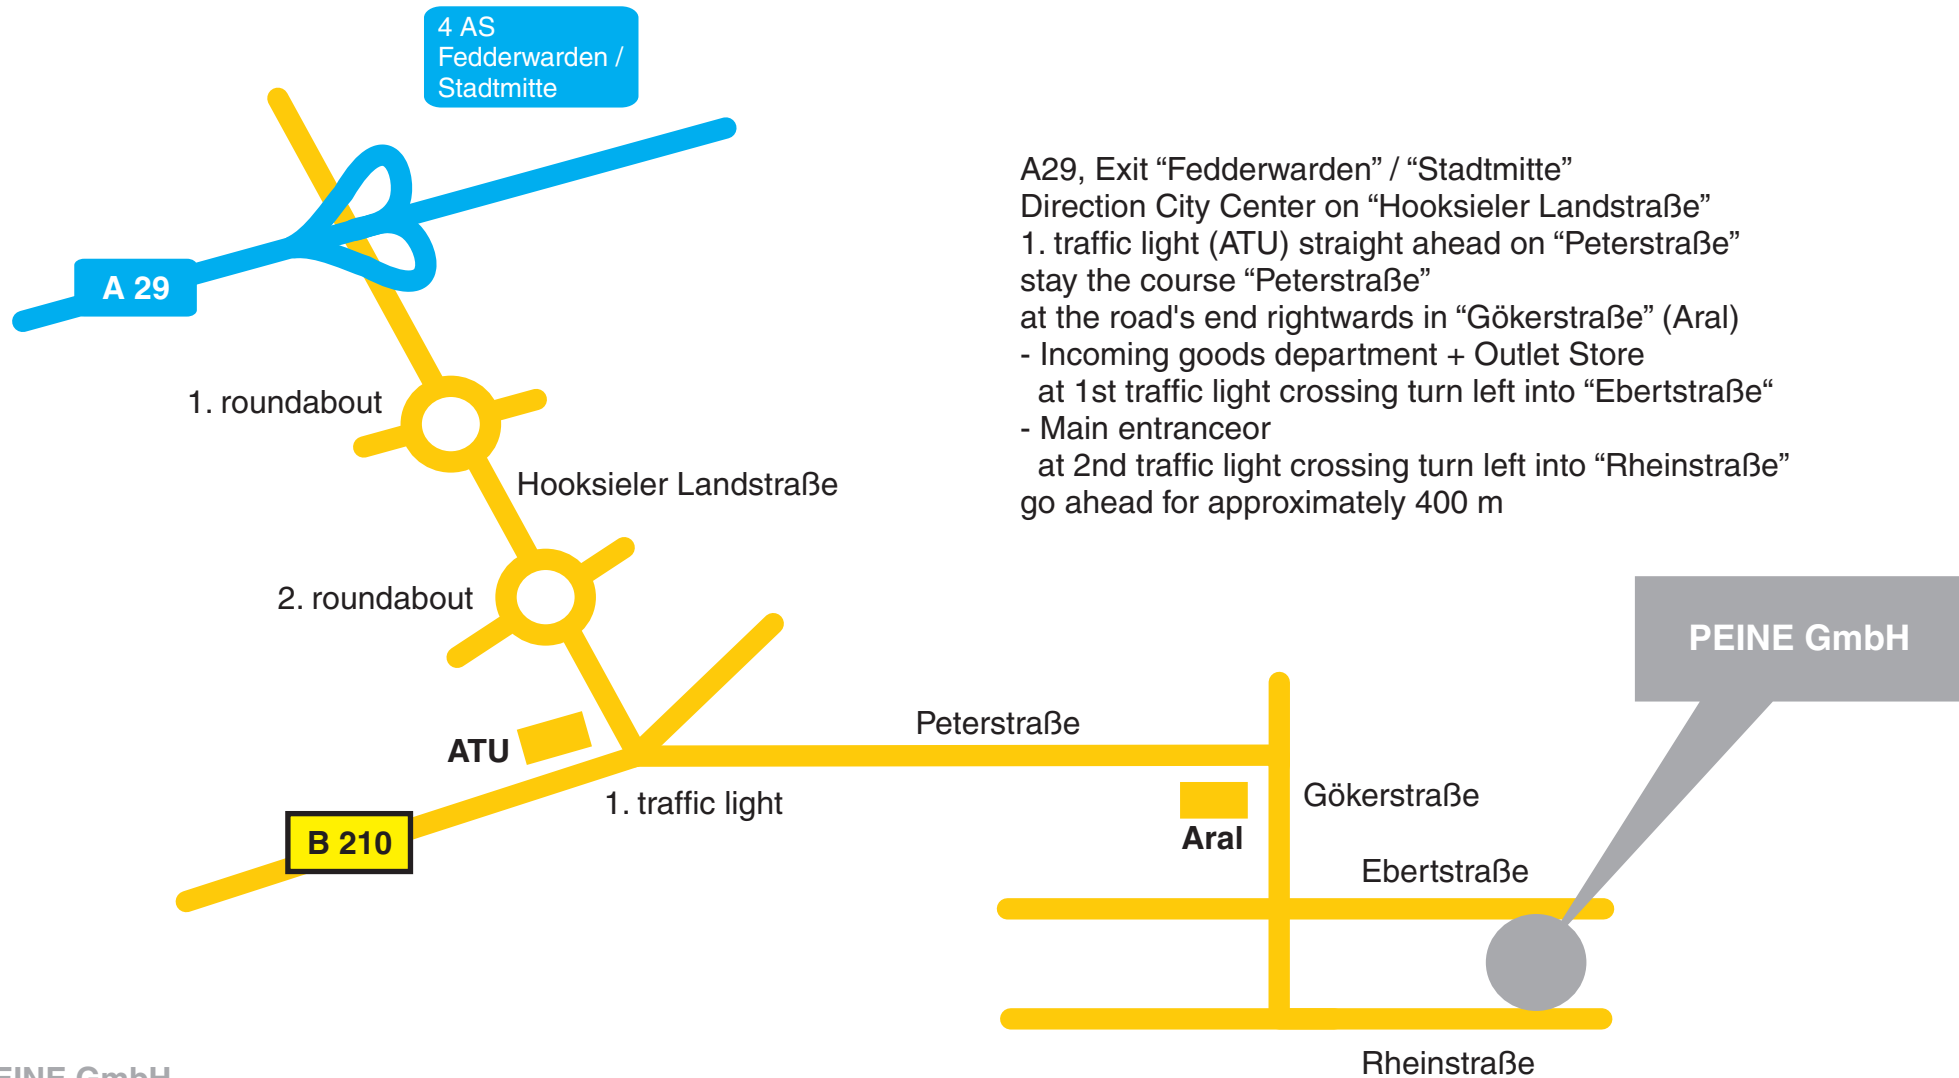 4 AS
Fedderwarden /
Stadtmitte
A29, Exit “Fedderwarden” / “Stadtmitte”
Direction City Center on “Hooksieler Landstraße”
1. traffic light (ATU) straight ahead on “Peterstraße”
stay the course “Peterstraße”
at the road's end rightwards in “Gökerstraße” (Aral)
- Incoming goods department + Outlet Store
at 1st traffic light crossing turn left into “Ebertstraße“
- Main entranceor
at 2nd traffic light crossing turn left into “Rheinstraße”
go ahead for approximately 400 m
A 29
1. roundabout
Hooksieler Landstraße
2. roundabout
PEINE GmbH
Peterstraße
ATU
1. traffic light
Gökerstraße
B 210
Aral
Ebertstraße
Rheinstraße
EINE GmbH